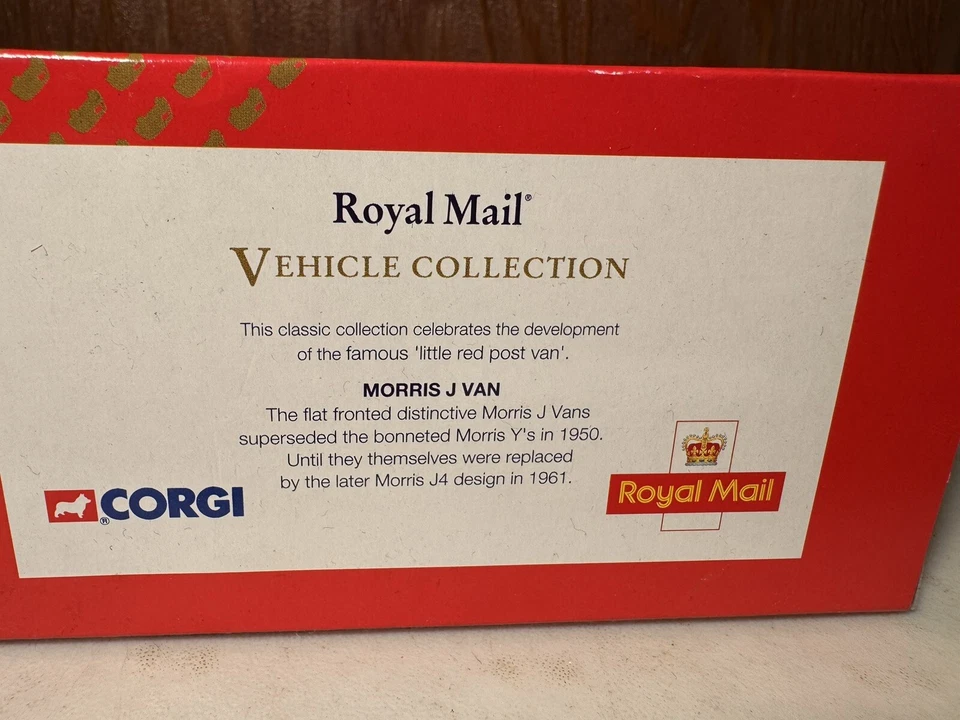 Royal Mail®
VEHICLE COLLECTION
This classic collection celebrates the development
of the famous 'little red post van'.
MORRIS J VAN
The flat fronted distinctive Morris J Vans
superseded the bonneted Morris Y's in 1950.
Until they themselves were replaced
by the later Morris J4 design in 1961.
®CORGI
Royal Mail